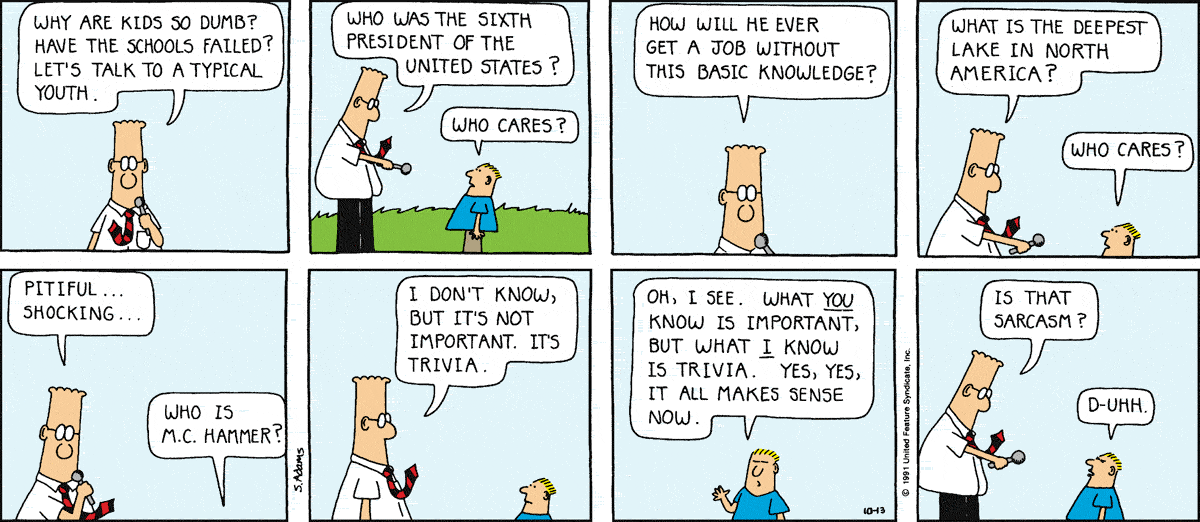 WHY ARE KIDS SO DUMB?
HAVE THE SCHOOLS FAILED?
LET'S TALK TO A TYPICAL
YOUTH.
WHO WAS THE SIXTH
PRESIDENT OF THE
UNITED STATES?
WHO CARES?
HOW WILL HE EVER
GET A JOB WITHOUT
THIS BASIC KNOWLEDGE?
WHAT IS THE DEEPEST
LAKE IN NORTH
AMERICA?
WHO CARES?
PITIFUL...
SHOCKING...
WHO IS
M.C. HAMMER?
S. Adams
I DON'T KNOW,
BUT IT'S NOT
IMPORTANT. IT'S
TRIVIA.
OH, I SEE. WHAT YOU
KNOW IS IMPORTANT,
BUT WHAT I KNOW
IS TRIVIA. YES, YES,
IT ALL MAKES SENSE
NOW.
10-13
© 1991 United Feature Syndicate, Inc.
IS THAT
SARCASM?
D-UHH.